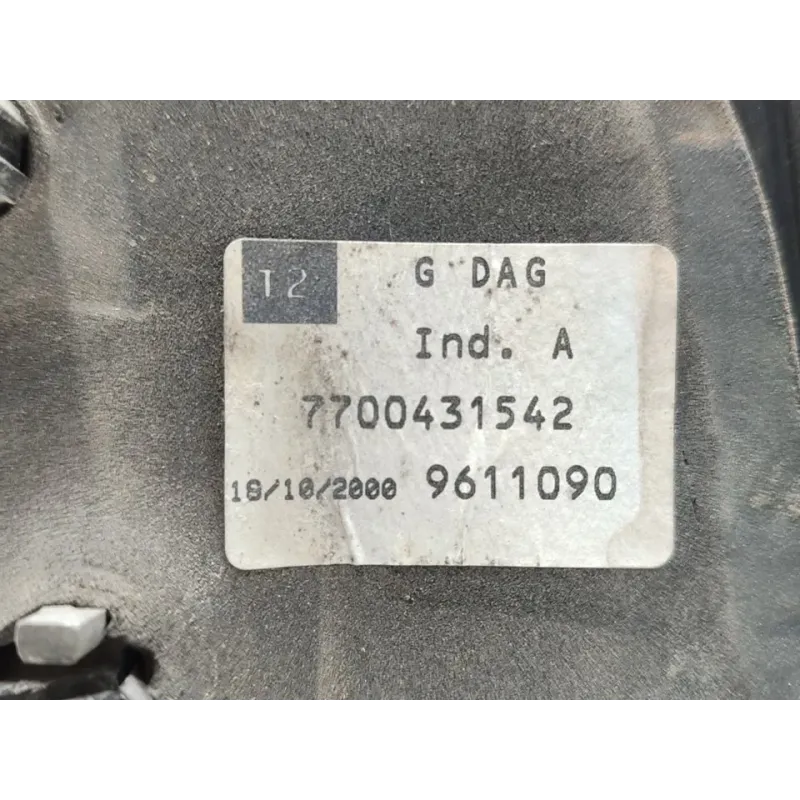 T2 G DAG
Ind. A
7700431542
18/10/2000 9611090